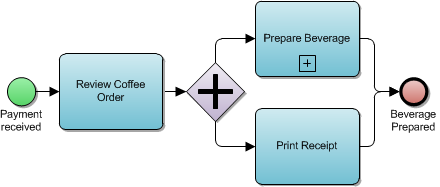 Payment
received
Review Coffee
Order
Prepare Beverage
Print Receipt
Beverage
Prepared